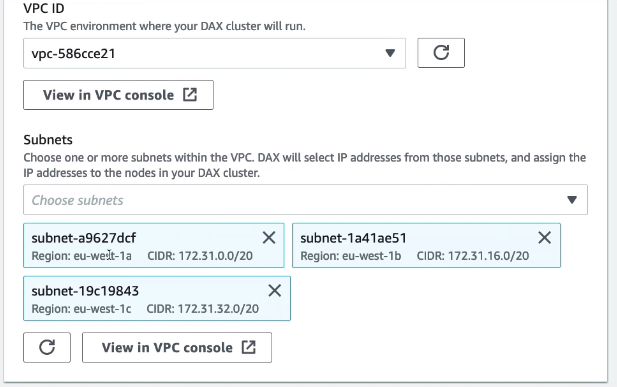 VPC ID
The VPC environment where your DAX cluster will run.
vpc-586cce21
View in VPC console
Subnets
Choose one or more subnets within the VPC. DAX will select IP addresses from those subnets, and assign the
IP addresses to the nodes in your DAX cluster.
Choose subnets
subnet-a9627dcf
Region: eu-west-1a CIDR: 172.31.0.0/20
subnet-1a41ae51
Region: eu-west-1b CIDR: 172.31.16.0/20
subnet-19c19843
Region: eu-west-1c CIDR: 172.31.32.0/20
View in VPC console